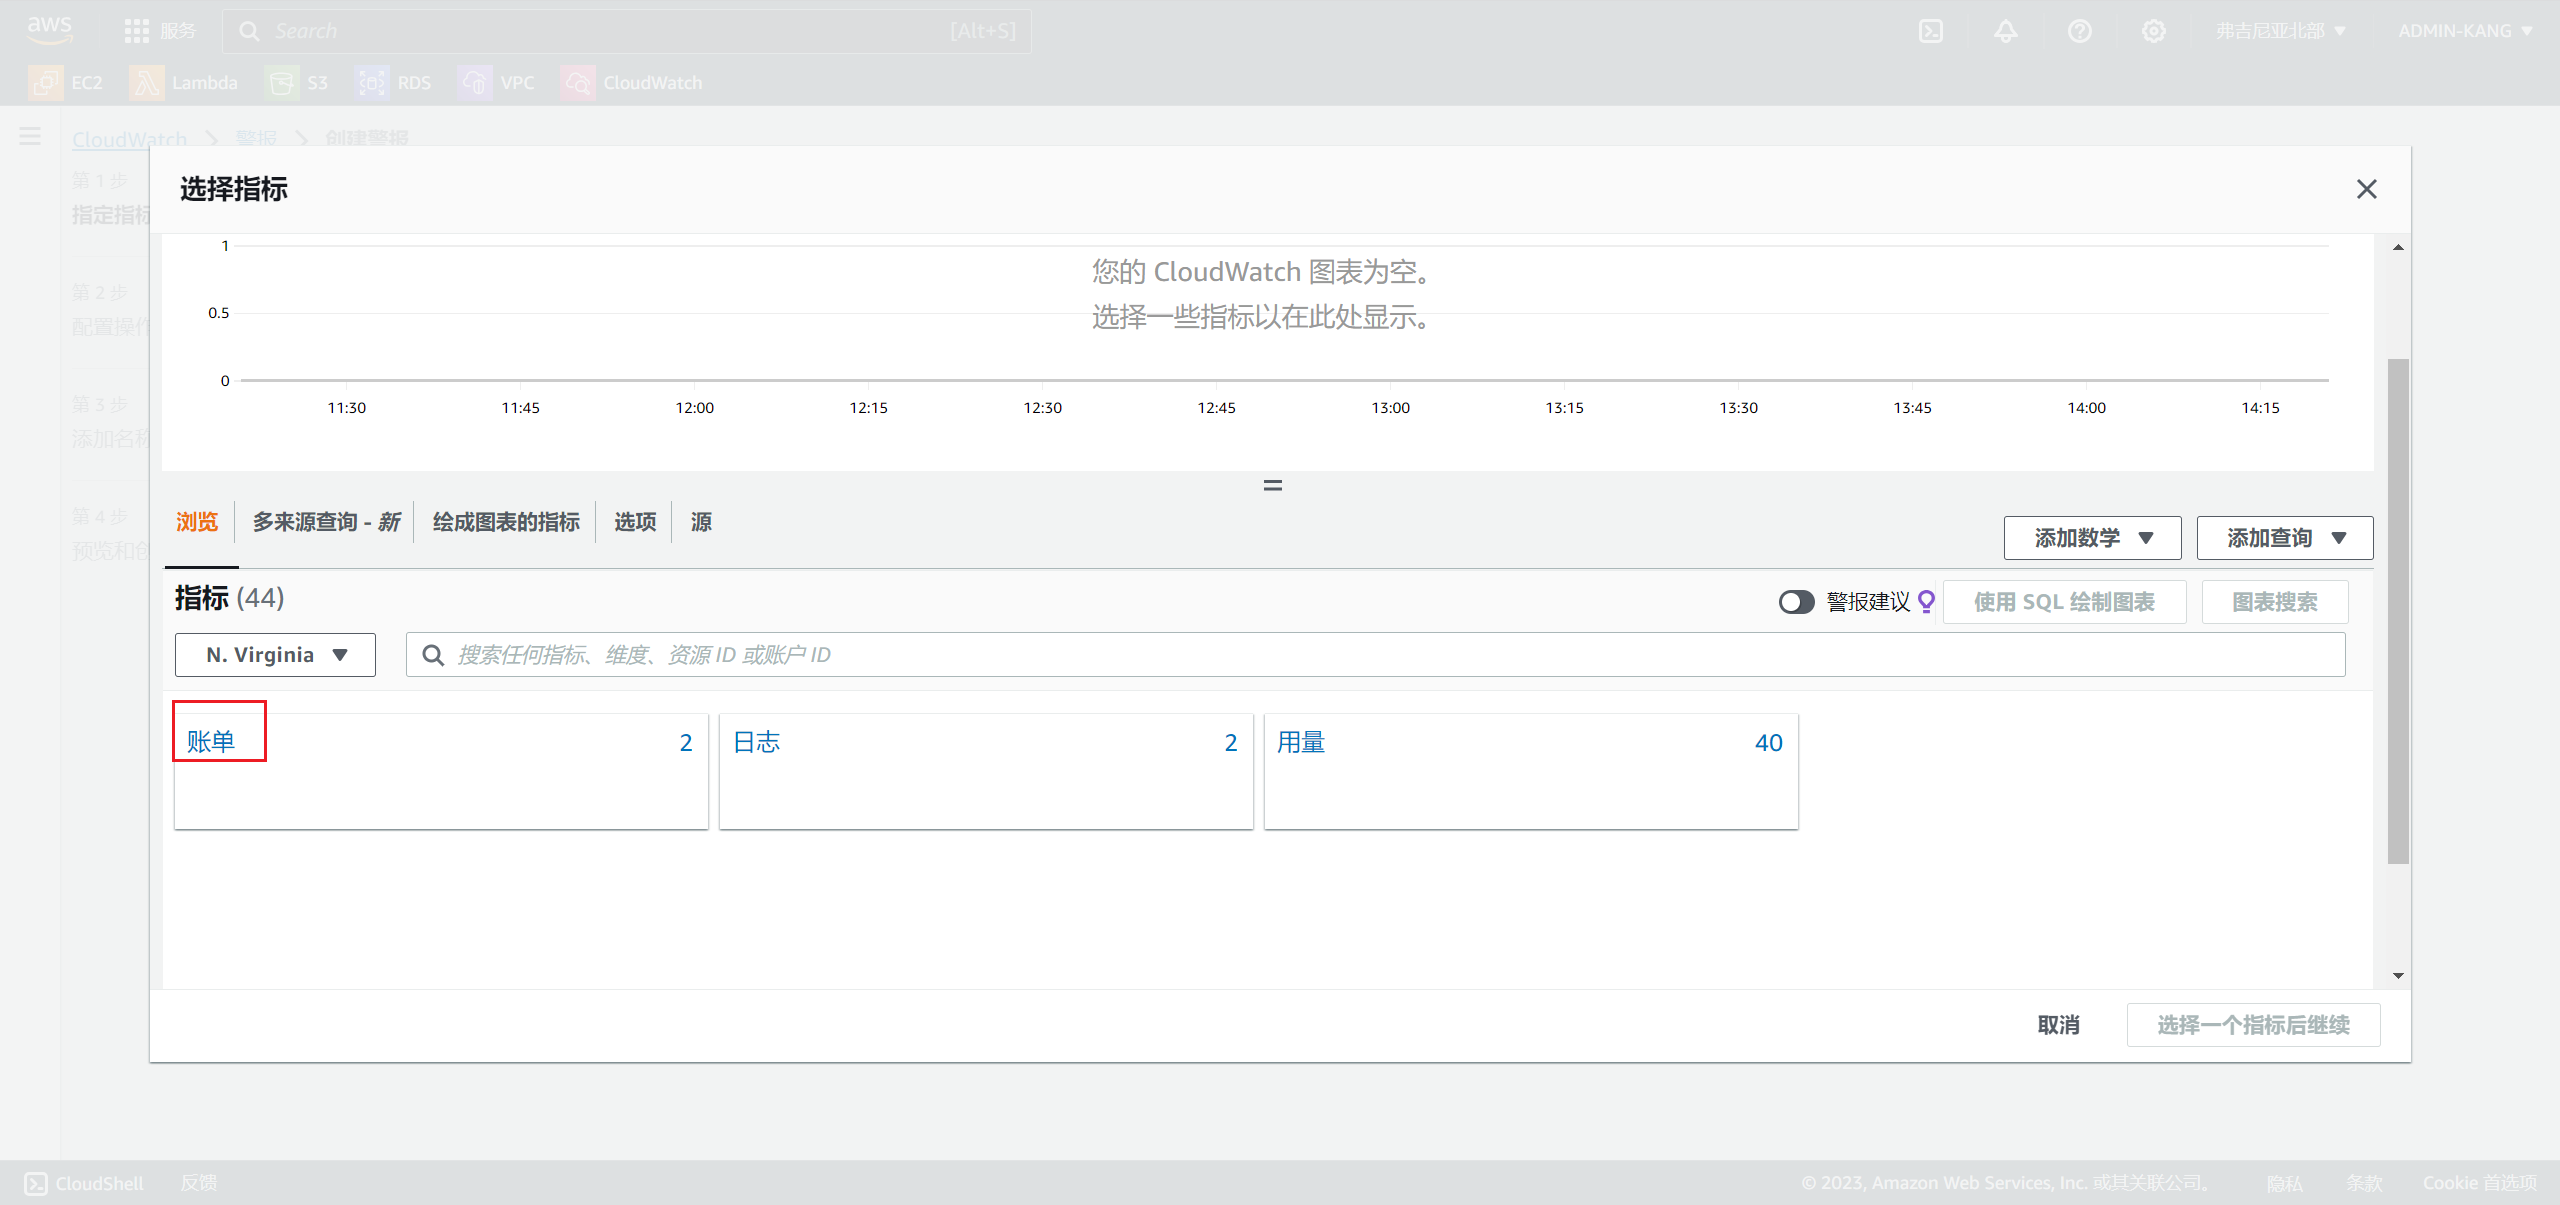 aws
服务
Search
[Alt+S]
弗吉尼亚北部
ADMIN-KANG
EC2
Lambda
S3
RDS
VPC
CloudWatch
CloudWatch
警报
创建警报
第 1 步
指定指标
第 2 步
配置操作
第 3 步
添加名称
第 4 步
预览和创
选择指标
1
您的 CloudWatch 图表为空。
0.5
选择一些指标以在此处显示。
0
11:30
11:45
12:00
12:15
12:30
12:45
13:00
13:15
13:30
13:45
14:00
14:15
浏览
多来源查询 - 新
绘成图表的指标
选项
源
添加数学
添加查询
指标 (44)
警报建议
使用 SQL 绘制图表
图表搜索
N. Virginia
搜索任何指标、维度、资源 ID 或账户 ID
账单
2
日志
2
用量
40
取消
选择一个指标后继续
CloudShell
反馈
© 2023, Amazon Web Services, Inc. 或其关联公司。
隐私
条款
Cookie 首选项